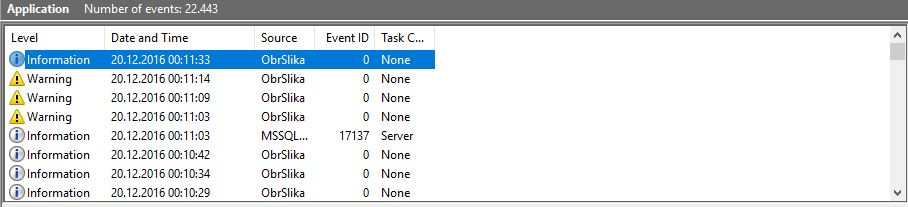 Application Number of events: 22.443
Level Date and Time Source Event ID Task C...
Information 20.12.2016 00:11:33 ObrSlika 0 None
Warning 20.12.2016 00:11:14 ObrSlika 0 None
Warning 20.12.2016 00:11:09 ObrSlika 0 None
Warning 20.12.2016 00:11:03 ObrSlika 0 None
Information 20.12.2016 00:11:03 MSSQL... 17137 Server
Information 20.12.2016 00:10:42 ObrSlika 0 None
Information 20.12.2016 00:10:34 ObrSlika 0 None
Information 20.12.2016 00:10:29 ObrSlika 0 None